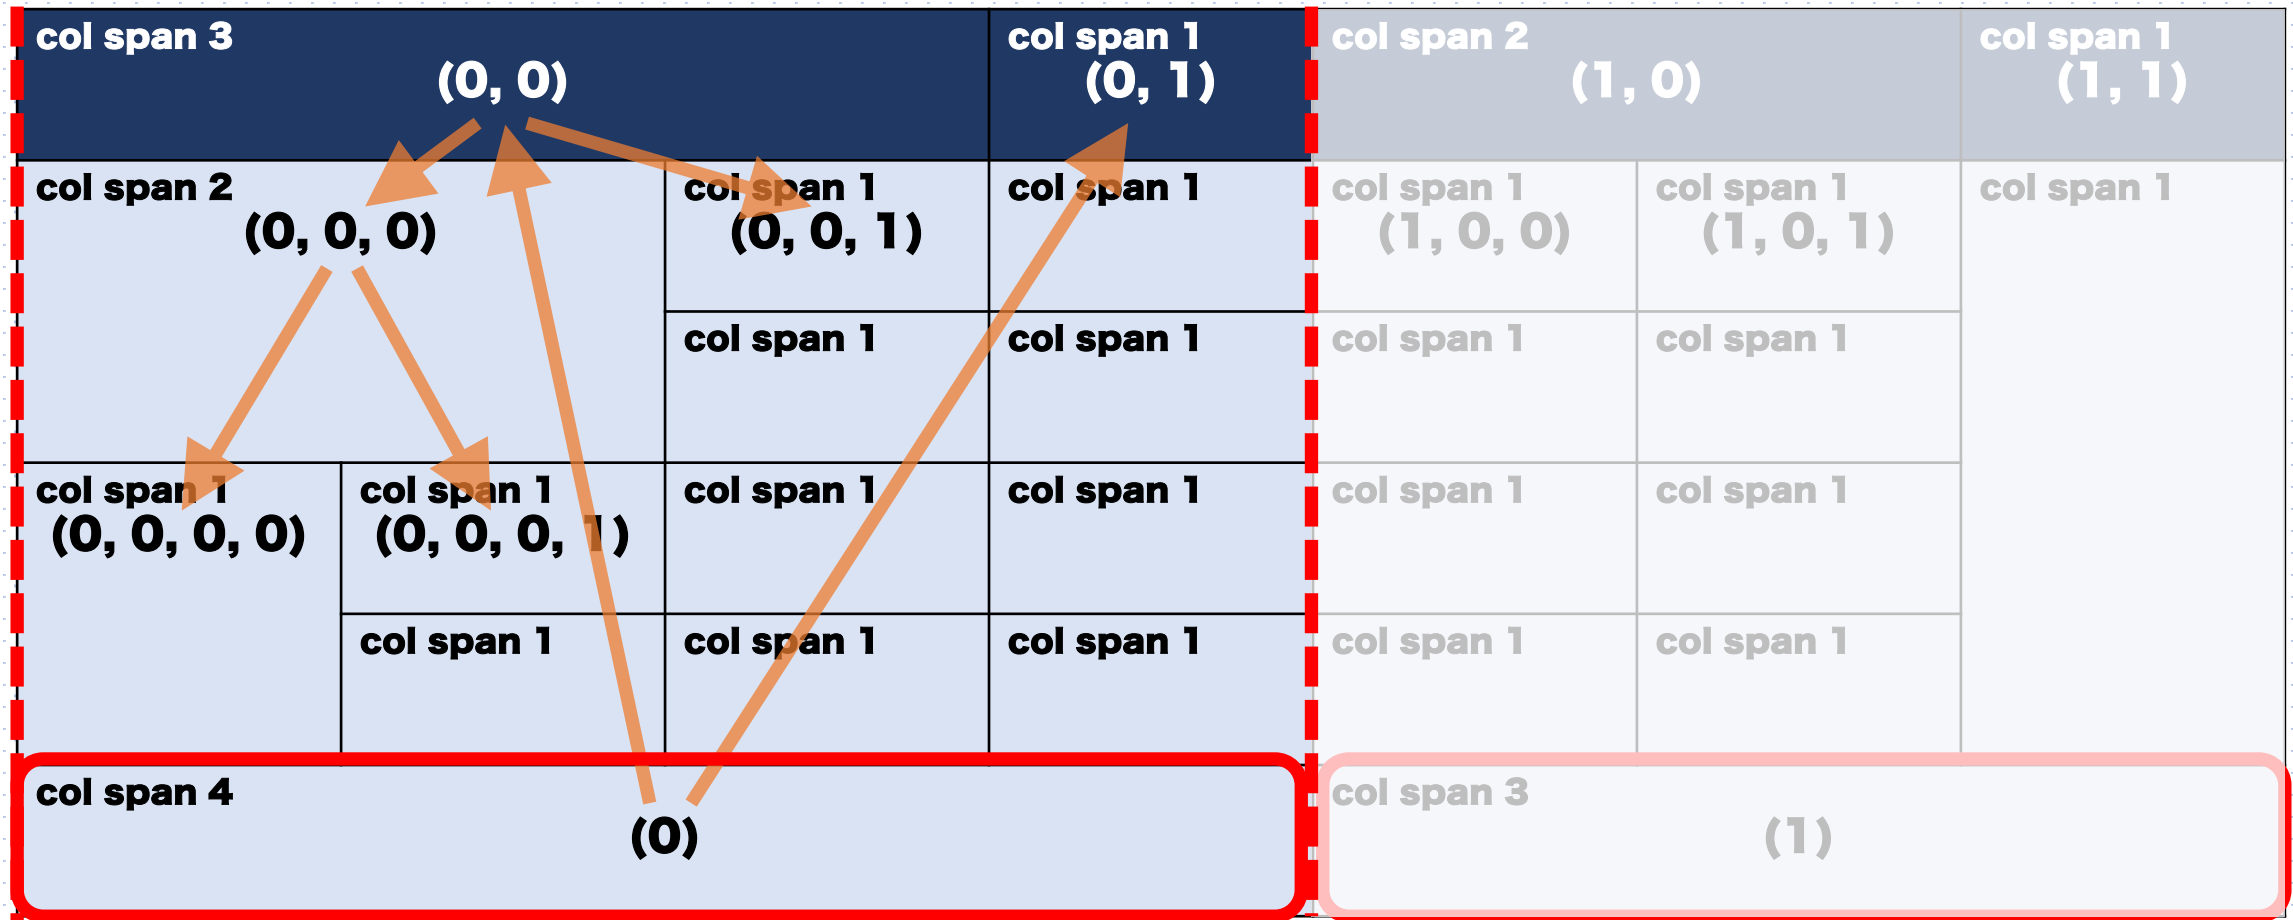 col span 3
(0, 0)
col span 1
(0, 1)
col span 2
(1, 0)
col span 1
(1, 1)
col span 2
(0, 0, 0)
col span 1
(0, 0, 1)
col span 1
col span 1
(1, 0, 0)
col span 1
(1, 0, 1)
col span 1
col span 1
col span 1
col span 1
col span 1
col span 1
(0, 0, 0, 0)
col span 1
(0, 0, 0, 1)
col span 1
col span 1
col span 1
col span 1
col span 1
col span 1
col span 1
col span 1
col span 1
col span 4
(0)
col span 3
(1)